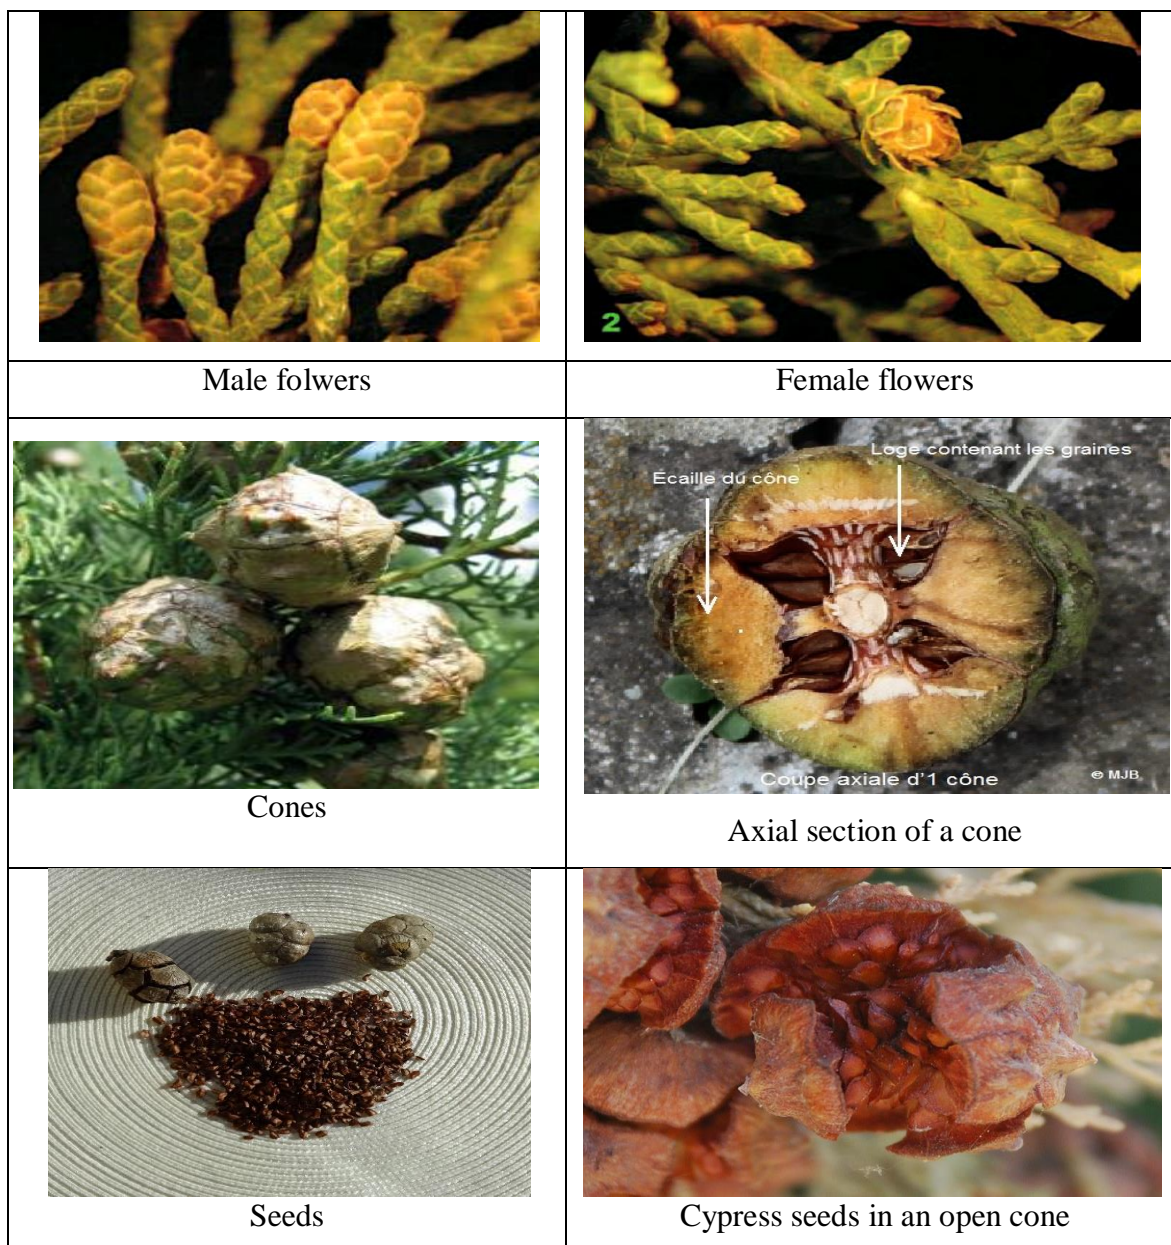 2
Male folwers
Female flowers
Loge contenant les graines
Ecaille du cône
Coupe axiale d'1 cône
© MJB
Cones
Axial section of a cone
Seeds
Cypress seeds in an open cone